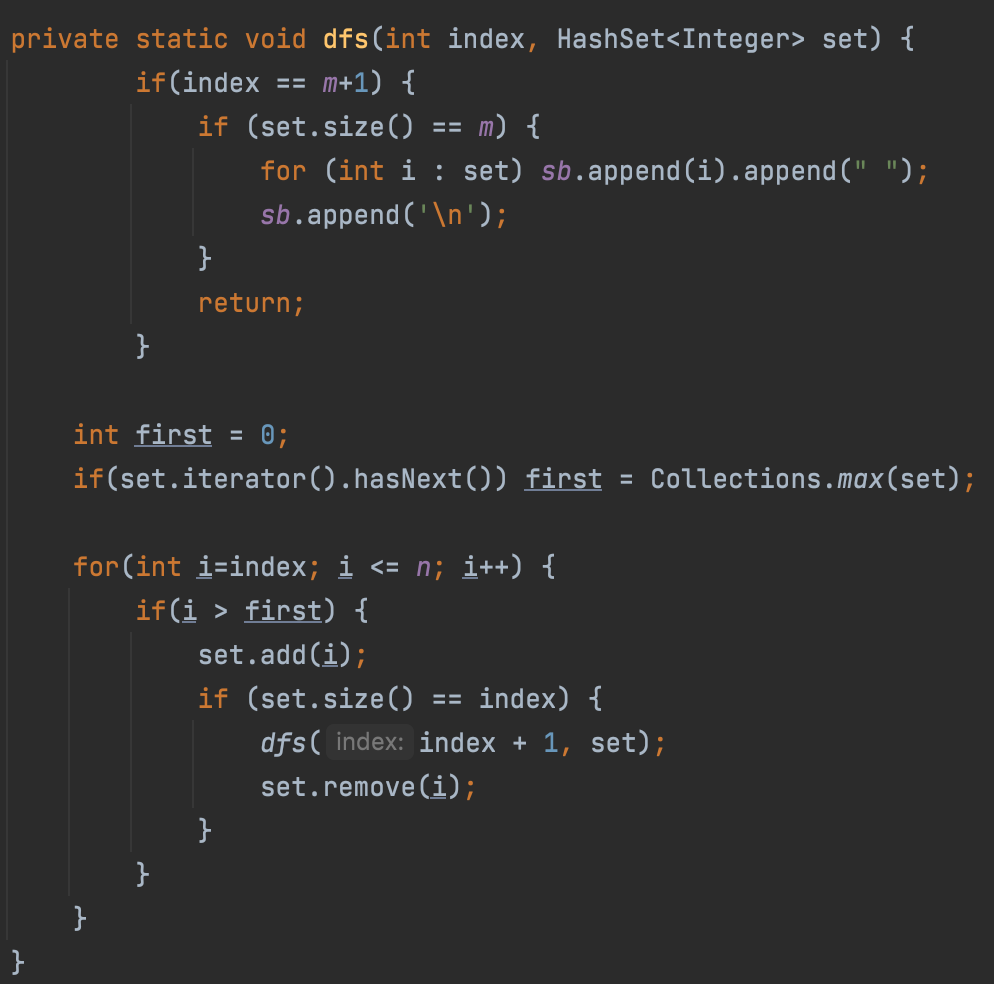 private static void dfs(int index, HashSet<Integer> set) {
        if(index == m+1) {
            if (set.size() == m) {
                for (int i : set) sb.append(i).append(" ");
                sb.append('\n');
            }
            return;
        }

    int first = 0;
    if(set.iterator().hasNext()) first = Collections.max(set);

    for(int i=index; i <= n; i++) {
        if(i > first) {
            set.add(i);
            if (set.size() == index) {
                dfs( index: index + 1, set);
                set.remove(i);
            }
        }
    }
}